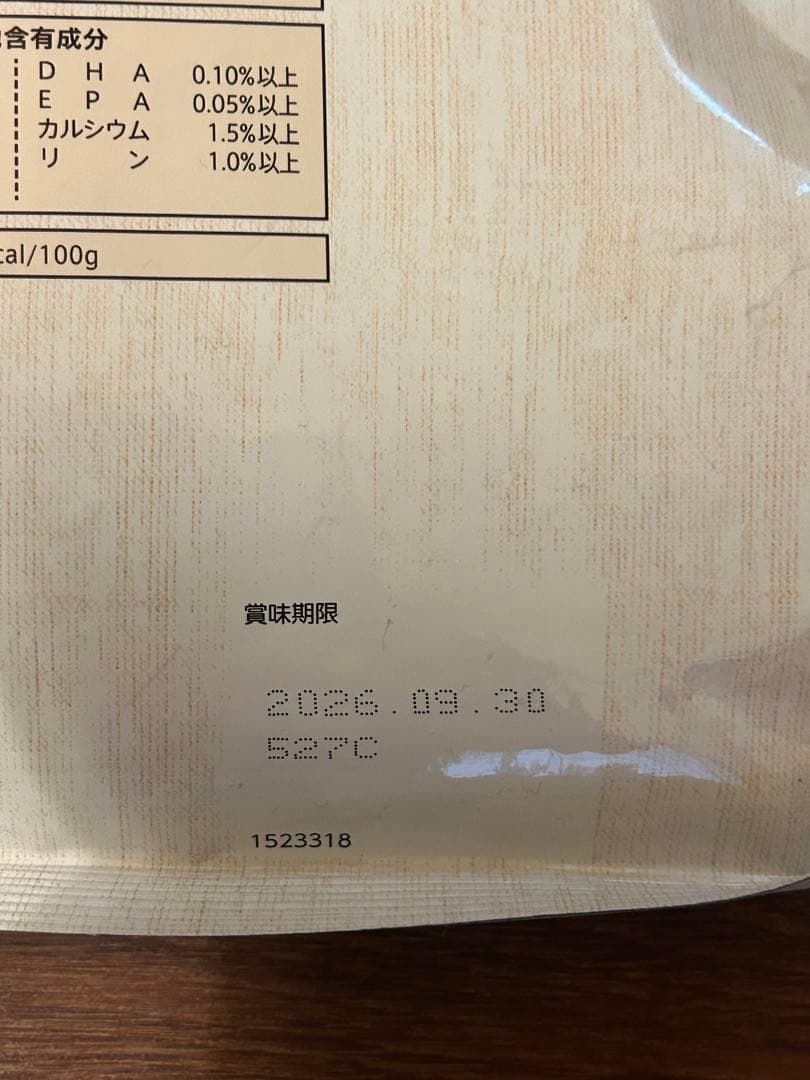 含有成分
DHA 0.10%以上
EPA 0.05%以上
カルシウム 1.5%以上
リン 1.0%以上
cal/100g
賞味期限
2026.09.30
527C
1523318